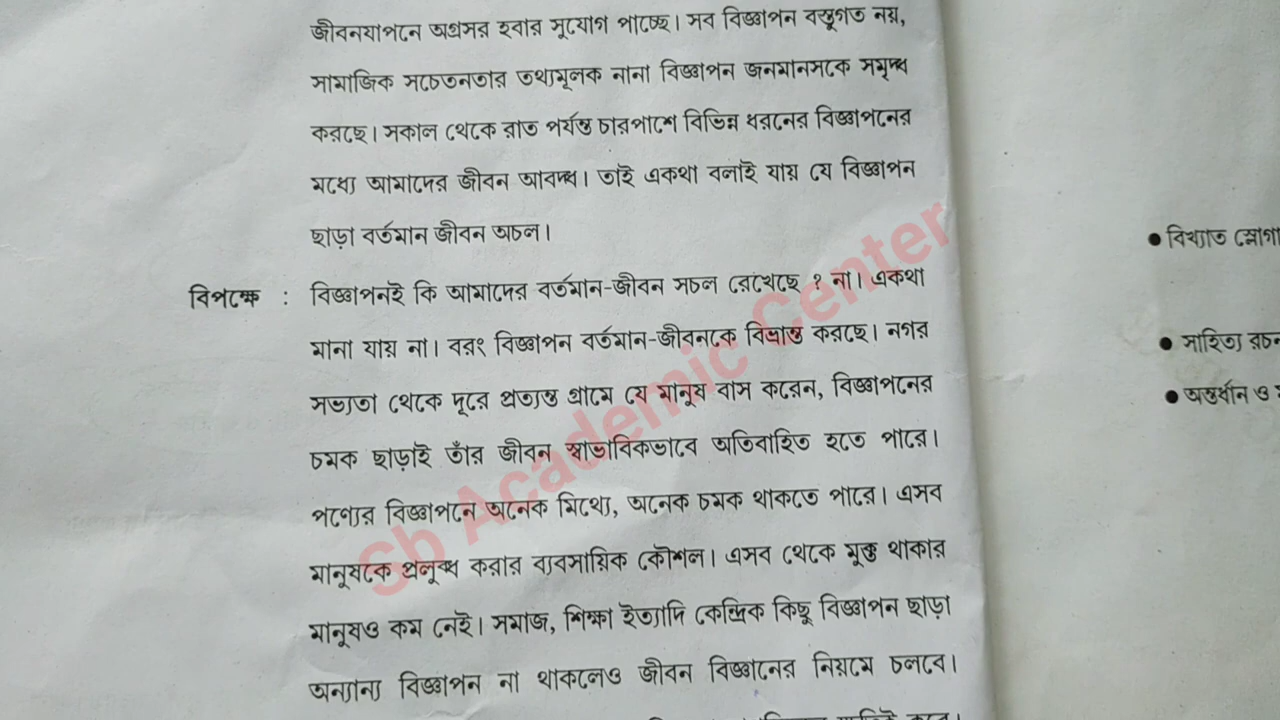 জীবনযাপনে অগ্রসর হবার সুযোগ পাচ্ছে। সব বিজ্ঞাপন বস্তুগত নয়,
সামাজিক সচেতনতার তথ্যমূলক নানা বিজ্ঞাপন জনমানসকে সমৃদ্ধ
করছে। সকাল থেকে রাত পর্যন্ত চারপাশে বিভিন্ন ধরনের বিজ্ঞাপনের
মধ্যে আমাদের জীবন আবদ্ধ। তাই একথা বলাই যায় যে বিজ্ঞাপন
ছাড়া বর্তমান জীবন অচল।
বিপক্ষে : বিজ্ঞাপনই কি আমাদের বর্তমান-জীবন সচল রেখেছে ? না। একথা
মানা যায় না। বরং বিজ্ঞাপন বর্তমান-জীবনকে বিভ্রান্ত করছে। নগর
সভ্যতা থেকে দূরে প্রত্যন্ত গ্রামে যে মানুষ বাস করেন, বিজ্ঞাপনের
চমক ছাড়াই তাঁর জীবন স্বাভাবিকভাবে অতিবাহিত হতে পারে।
পণ্যের বিজ্ঞাপনে অনেক মিথ্যে, অনেক চমক থাকতে পারে। এসব
মানুষকে প্রলুব্ধ করার ব্যবসায়িক কৌশল। এসব থেকে মুক্ত থাকার
মানুষও কম নেই। সমাজ, শিক্ষা ইত্যাদি কেন্দ্রিক কিছু বিজ্ঞাপন ছাড়া
অন্যান্য বিজ্ঞাপন না থাকলেও জীবন বিজ্ঞানের নিয়মে চলবে।
Sb Academic Center
● বিখ্যাত
● সাহিত্য
● অন্তর্ধান ও